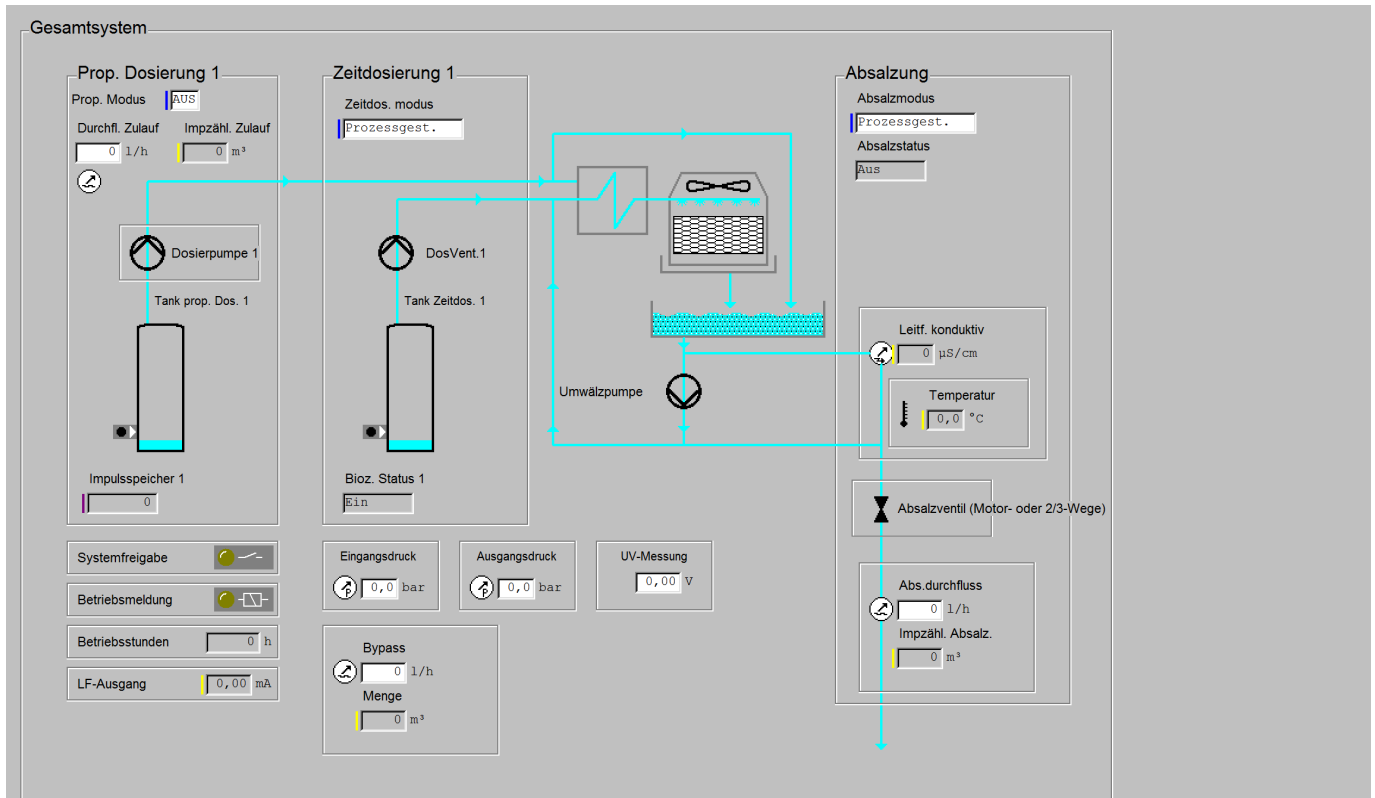 Gesamtsystem
Prop. Dosierung 1
Prop. Modus AUS
Durchfl. Zulauf Impzähl. Zulauf
0 l/h 0 m³
Dosierpumpe 1
Tank prop. Dos. 1
Impulsspeicher 1
0
Zeitdosierung 1
Zeitdos. modus
Prozessgest.
DosVent.1
Tank Zeitdos. 1
Bioz. Status 1
Ein
Umwälzpumpe
Absalzung
Absalzmodus
Prozessgest.
Absalzstatus
Aus
Leitf. konduktiv
0 µS/cm
Temperatur
0,0 °C
Absalzventil (Motor- oder 2/3-Wege)
Abs.durchfluss
0 l/h
Impzähl. Absalz.
0 m³
Systemfreigabe
Betriebsmeldung
Betriebsstunden 0 h
LF-Ausgang 0,00 mA
Eingangsdruck
P 0,0 bar
Ausgangsdruck
P 0,0 bar
UV-Messung
0,00 V
Bypass
0 l/h
Menge
0 m³